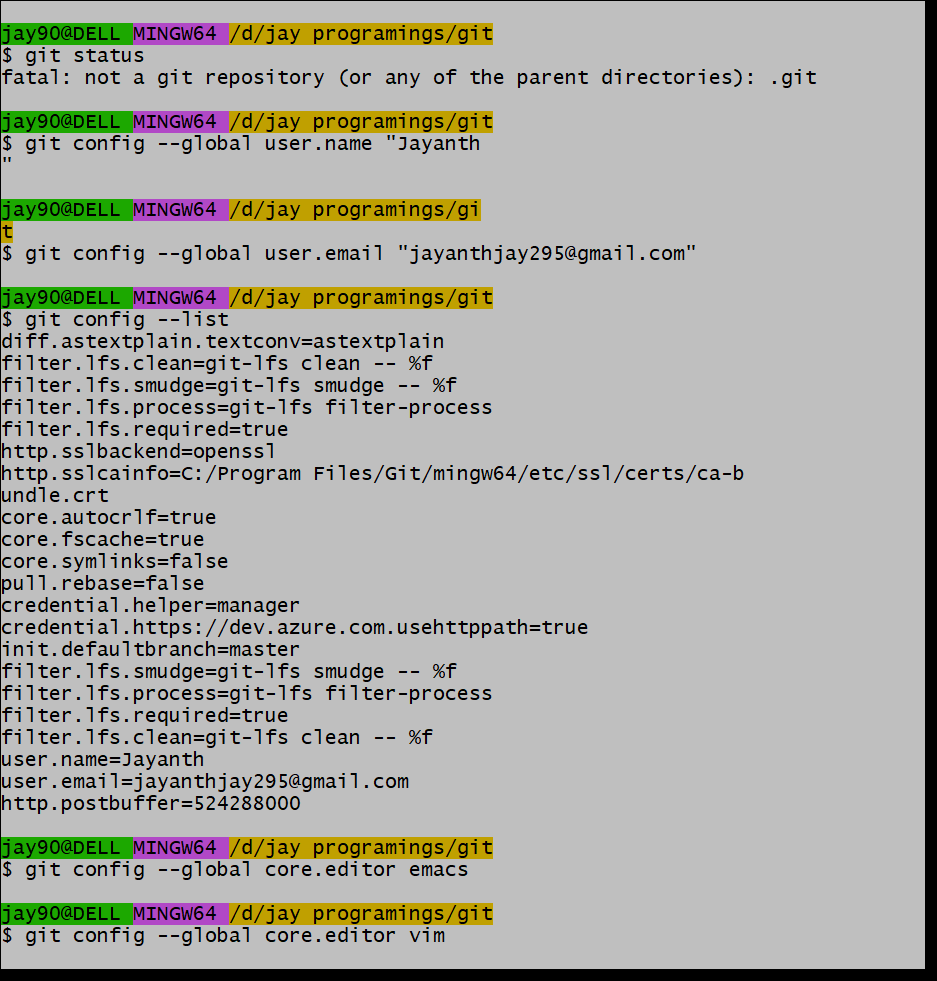 jay90@DELL MINGW64 /d/jay programings/git
$ git status
fatal: not a git repository (or any of the parent directories): .git
jay90@DELL MINGW64 /d/jay programings/git
$ git config --global user.name "Jayanth
"
jay90@DELL MINGW64 /d/jay programings/gi
t
$ git config --global user.email "jayanthjay295@gmail.com"
jay90@DELL MINGW64 /d/jay programings/git
$ git config --list
diff.astextplain.textconv=astextplain
filter.lfs.clean=git-lfs clean -- %f
filter.lfs.smudge=git-lfs smudge -- %f
filter.lfs.process=git-lfs filter-process
filter.lfs.required=true
http.sslbackend=openssl
http.sslcainfo=C:/Program Files/Git/mingw64/etc/ssl/certs/ca-b
undle.crt
core.autocrlf=true
core.fscache=true
core.symlinks=false
pull.rebase=false
credential.helper=manager
credential.https://dev.azure.com.usehttppath=true
init.defaultbranch=master
filter.lfs.smudge=git-lfs smudge -- %f
filter.lfs.process=git-lfs filter-process
filter.lfs.required=true
filter.lfs.clean=git-lfs clean -- %f
user.name=Jayanth
user.email=jayanthjay295@gmail.com
http.postbuffer=524288000
jay90@DELL MINGW64 /d/jay programings/git
$ git config --global core.editor emacs
jay90@DELL MINGW64 /d/jay programings/git
$ git config --global core.editor vim